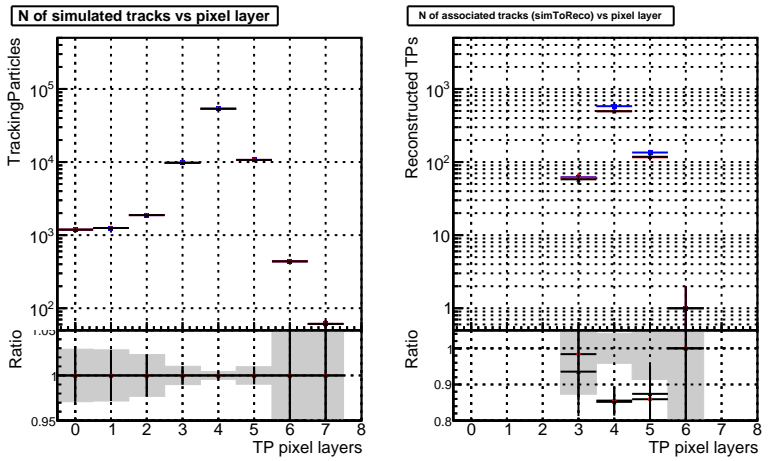 N of simulated tracks vs pixel layer
TrackingParticles
10^5
10^4
10^3
10^2
Ratio
1.05
1
0.95
0 1 2 3 4 5 6 7 8
TP pixel layers
N of associated tracks (simToReco) vs pixel layer
Reconstructed TPs
10^3
10^2
10
1
Ratio
1
0.9
0.8
0 1 2 3 4 5 6 7 8
TP pixel layers